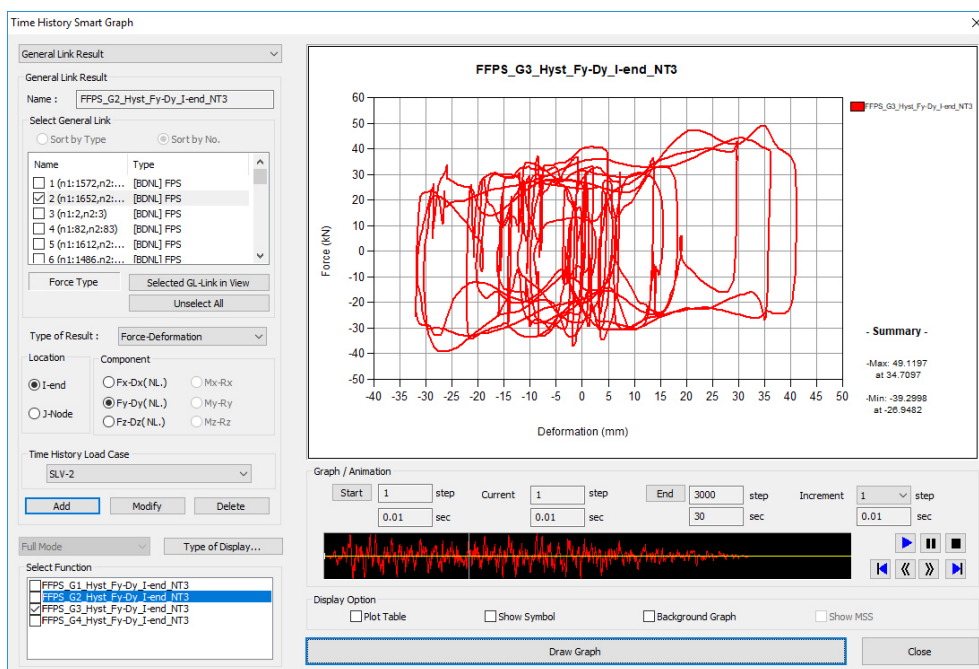 Time History Smart Graph
General Link Result
General Link Result
Name : FFPS_G2_Hyst_Fy-Dy_I-end_NT3
Select General Link
Sort by Type Sort by No.
Name Type
1 (n1:1572,n2:... [BDNL] FPS
2 (n1:1652,n2:... [BDNL] FPS
3 (n1:2,n2:3) [BDNL] FPS
4 (n1:82,n2:83) [BDNL] FPS
5 (n1:1612,n2:... [BDNL] FPS
6 (n1:1486,n2:... [BDNL] FPS
Force Type Selected GL-Link in View
Unselect All
Type of Result : Force-Deformation
Location Component
I-end Fx-Dx( NL.) Mx-Rx
Fy-Dy( NL.) My-Ry
J-Node Fz-Dz( NL.) Mz-Rz
Time History Load Case
SLV-2
Add Modify Delete
Full Mode Type of Display...
Select Function
FFPS_G1_Hyst_Fy-Dy_I-end_NT3
FFPS_G2_Hyst_Fy-Dy_I-end_NT3
FFPS_G3_Hyst_Fy-Dy_I-end_NT3
FFPS_G4_Hyst_Fy-Dy_I-end_NT3
FFPS_G3_Hyst_Fy-Dy_I-end_NT3
FFPS_G3_Hyst_Fy-Dy_I-end_NT3
Force (kN)
60
50
40
30
20
10
0
-10
-20
-30
-40
-50
-40 -35 -30 -25 -20 -15 -10 -5 0 5 10 15 20 25 30 35 40 45 50
Deformation (mm)
- Summary -
-Max: 49.1197
at 34.7097
-Min: -39.2998
at -26.9482
Graph / Animation
Start 1 step Current 1 step End 3000 step Increment 1 step
0.01 sec 0.01 sec 30 sec 0.01 sec
Display Option
Plot Table Show Symbol Background Graph Show MSS
Draw Graph Close